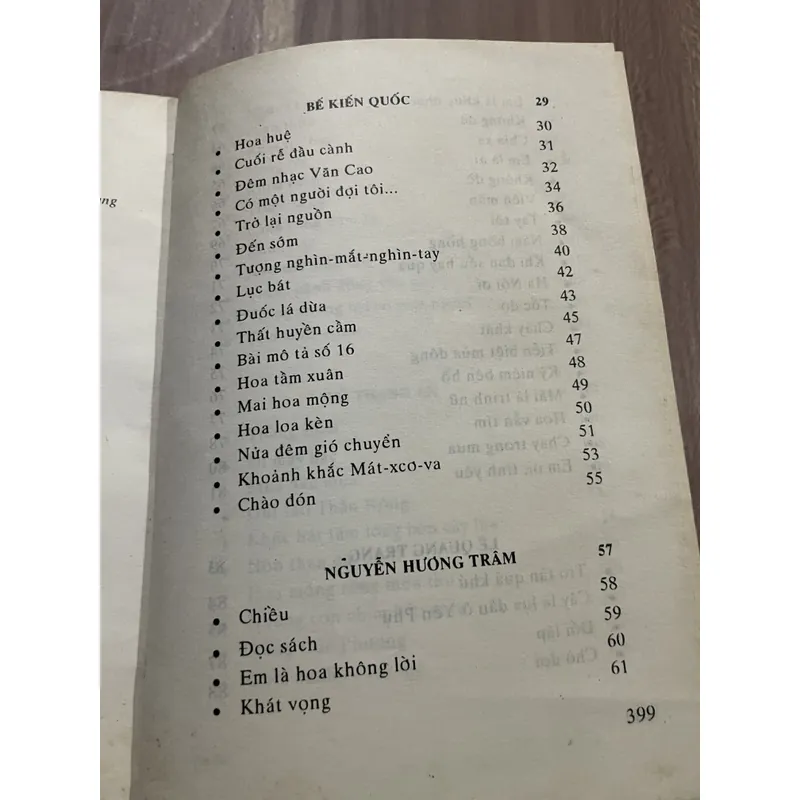 BẾ KIẾN QUỐC 29
• Hoa huệ 30
• Cuối rễ đầu cành 31
• Đêm nhạc Văn Cao 32
• Có một người đợi tôi... 34
• Trở lại nguồn 36
• Đến sớm 38
• Tượng nghìn-mắt-nghìn-tay 40
• Lục bát 42
• Đuốc lá dừa 43
• Thất huyền cầm 45
• Bài mô tả số 16 47
• Hoa tầm xuân 48
• Mai hoa mộng 49
• Hoa loa kèn 50
• Nửa đêm gió chuyển 51
• Khoảnh khắc Mát-xcơ-va 53
• Chào đón 55
NGUYỄN HƯƠNG TRÂM 57
• Chiều 58
• Đọc sách 59
• Em là hoa không lời 60
• Khát vọng 61
399